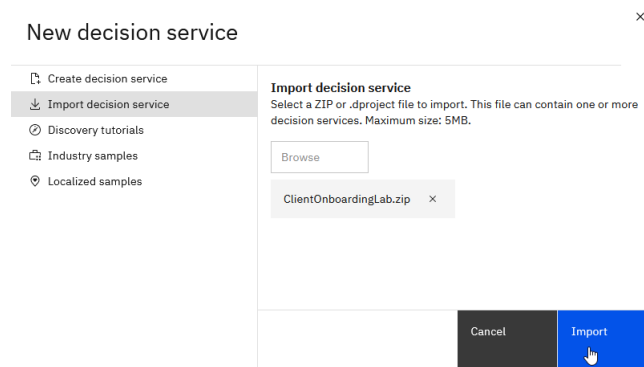 New decision service
Create decision service
Import decision service
Discovery tutorials
Industry samples
Localized samples
Import decision service
Select a ZIP or .dproject file to import. This file can contain one or more
decision services. Maximum size: 5MB.
Browse
ClientOnboardingLab.zip
Cancel
Import